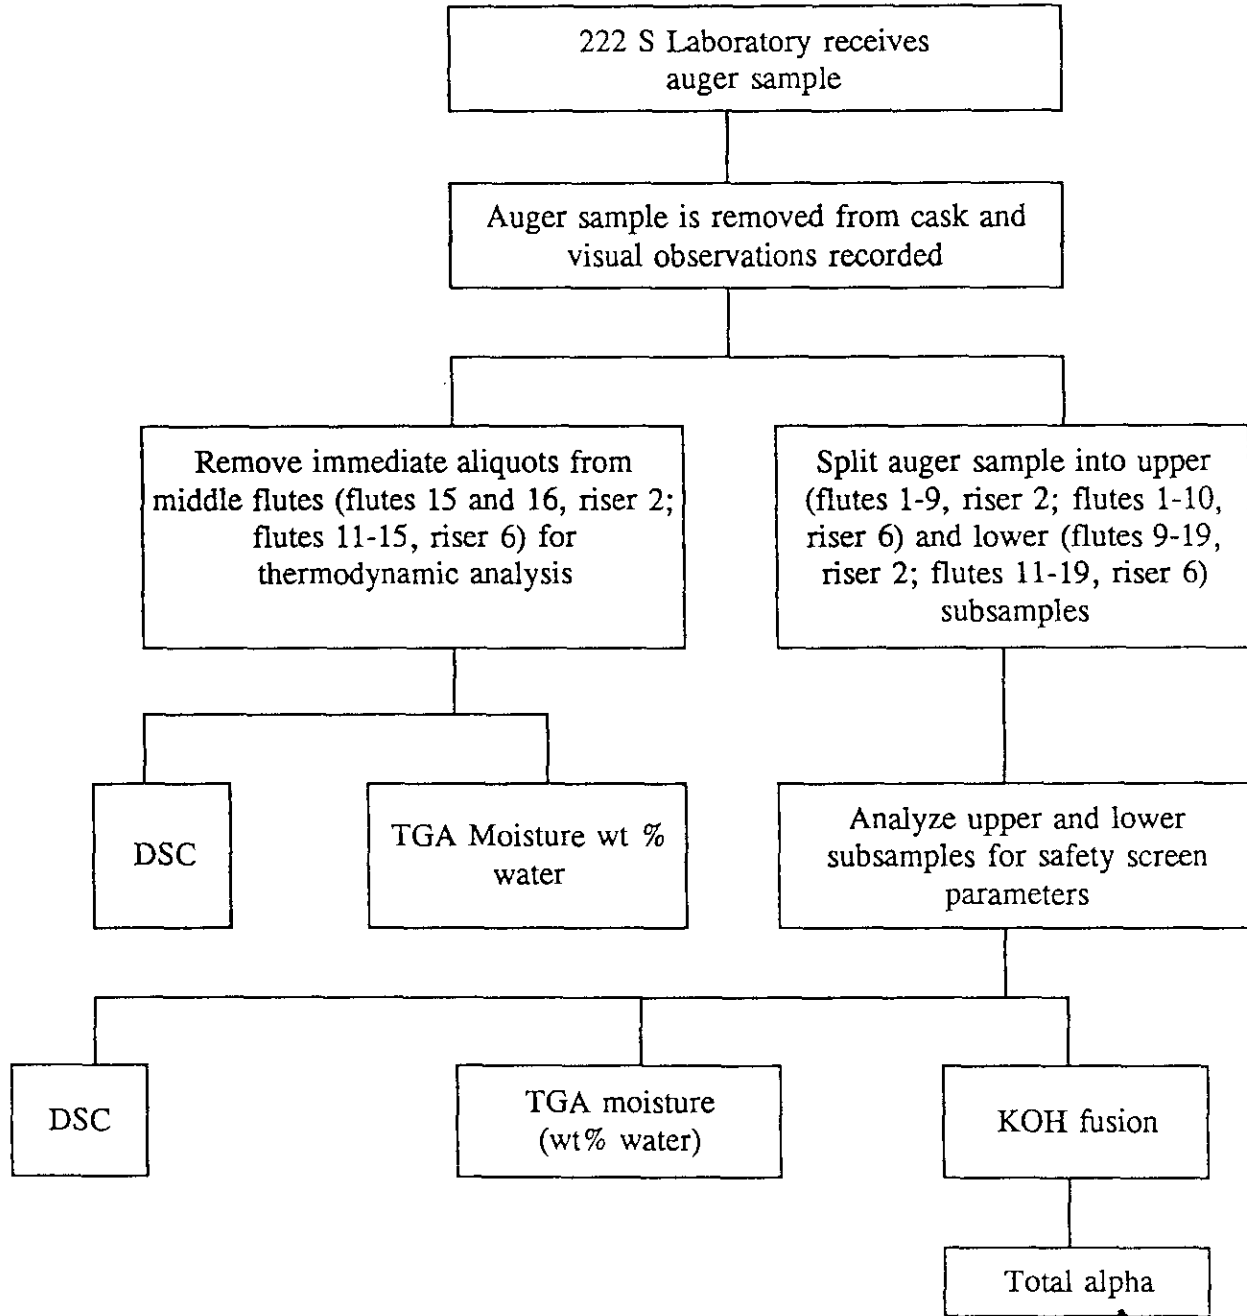 222 S Laboratory receives
auger sample
Auger sample is removed from cask and
visual observations recorded
Remove immediate aliquots from
middle flutes (flutes 15 and 16, riser 2;
flutes 11-15, riser 6) for
thermodynamic analysis
Split auger sample into upper
(flutes 1-9, riser 2; flutes 1-10,
riser 6) and lower (flutes 9-19,
riser 2; flutes 11-19, riser 6)
subsamples
DSC
TGA Moisture wt %
water
Analyze upper and lower
subsamples for safety screen
parameters
DSC
TGA moisture
(wt% water)
KOH fusion
Total alpha